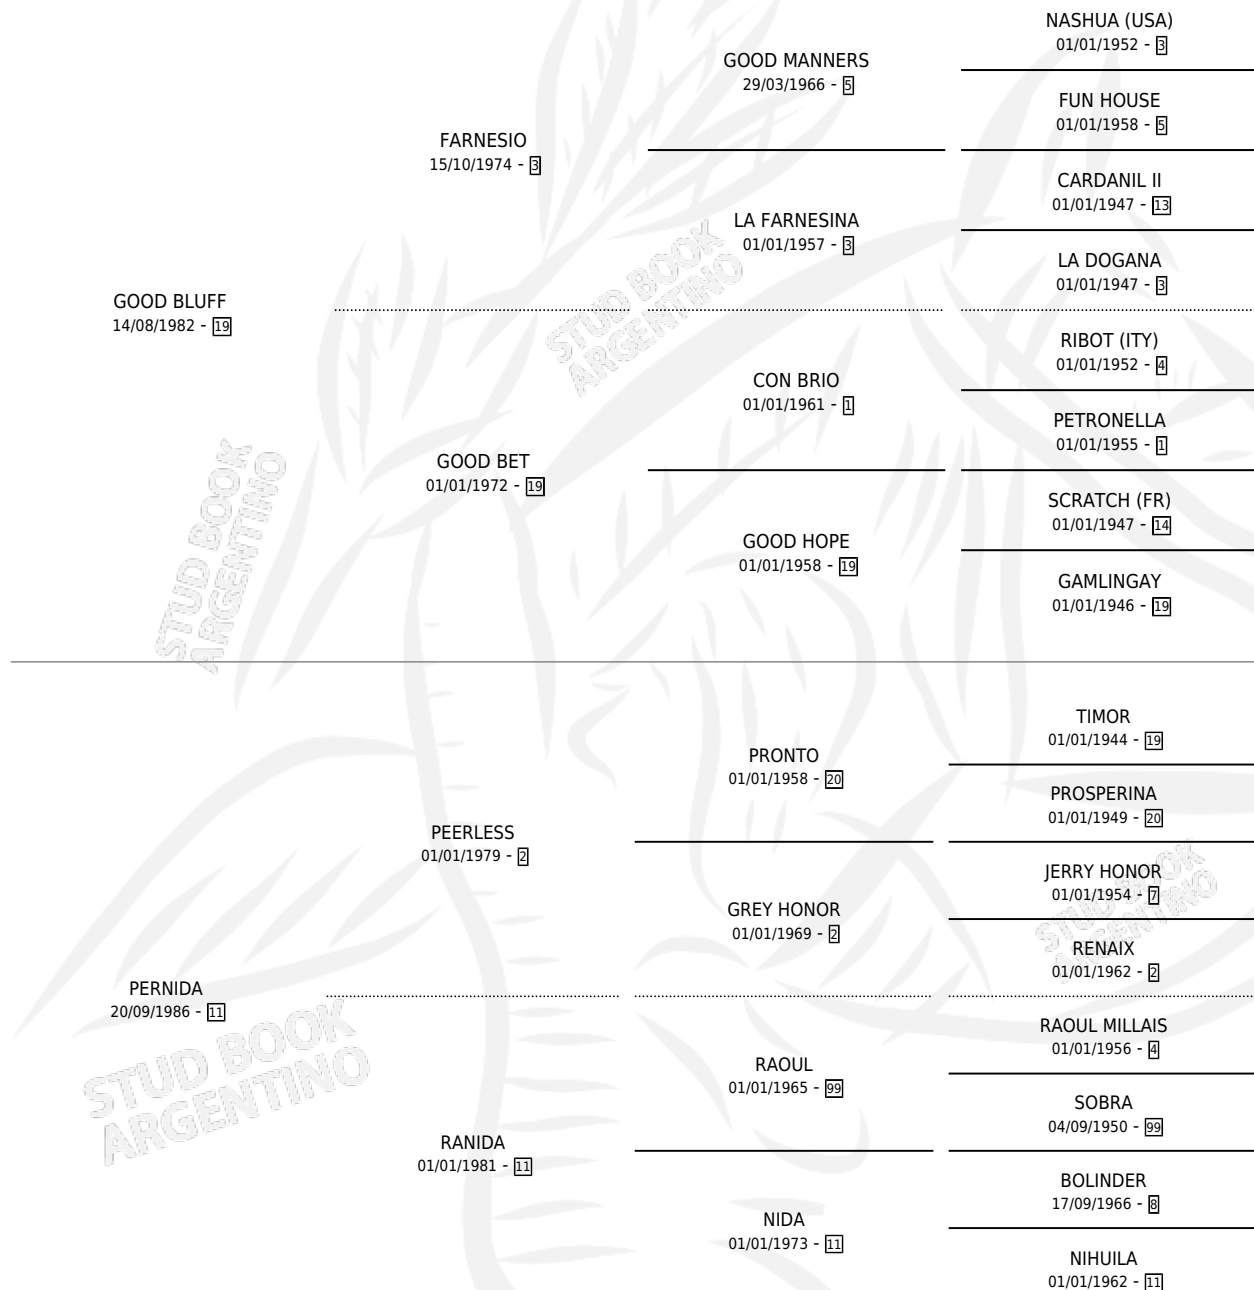 NASHUA (USA)
01/01/1952 - 3
GOOD MANNERS
29/03/1966 - 5
FUN HOUSE
01/01/1958 - 5
FARNESIO
15/10/1974 - 3
CARDANIL II
01/01/1947 - 13
LA FARNESINA
01/01/1957 - 3
LA DOGANA
01/01/1947 - 3
GOOD BLUFF
14/08/1982 - 19
STUD BOOK
ARGENTINO
RIBOT (ITY)
01/01/1952 - 4
CON BRIO
01/01/1961 - 1
PETRONELLA
01/01/1955 - 1
GOOD BET
01/01/1972 - 19
STUD BOOK
ARGENTINO
SCRATCH (FR)
01/01/1947 - 14
GOOD HOPE
01/01/1958 - 19
GAMLINGAY
01/01/1946 - 19
TIMOR
01/01/1944 - 19
PRONTO
01/01/1958 - 20
PROSPERINA
01/01/1949 - 20
PEERLESS
01/01/1979 - 2
JERRY HONOR
01/01/1954 - 7
STUD BOOK
ARGENTINO
GREY HONOR
01/01/1969 - 2
RENAIX
01/01/1962 - 2
PERNIDA
20/09/1986 - 11
STUD BOOK
ARGENTINO
RAOUL MILLAIS
01/01/1956 - 4
RAOUL
01/01/1965 - 99
SOBRA
04/09/1950 - 99
RANIDA
01/01/1981 - 11
BOLINDER
17/09/1966 - 8
NIDA
01/01/1973 - 11
NIHUILA
01/01/1962 - 11